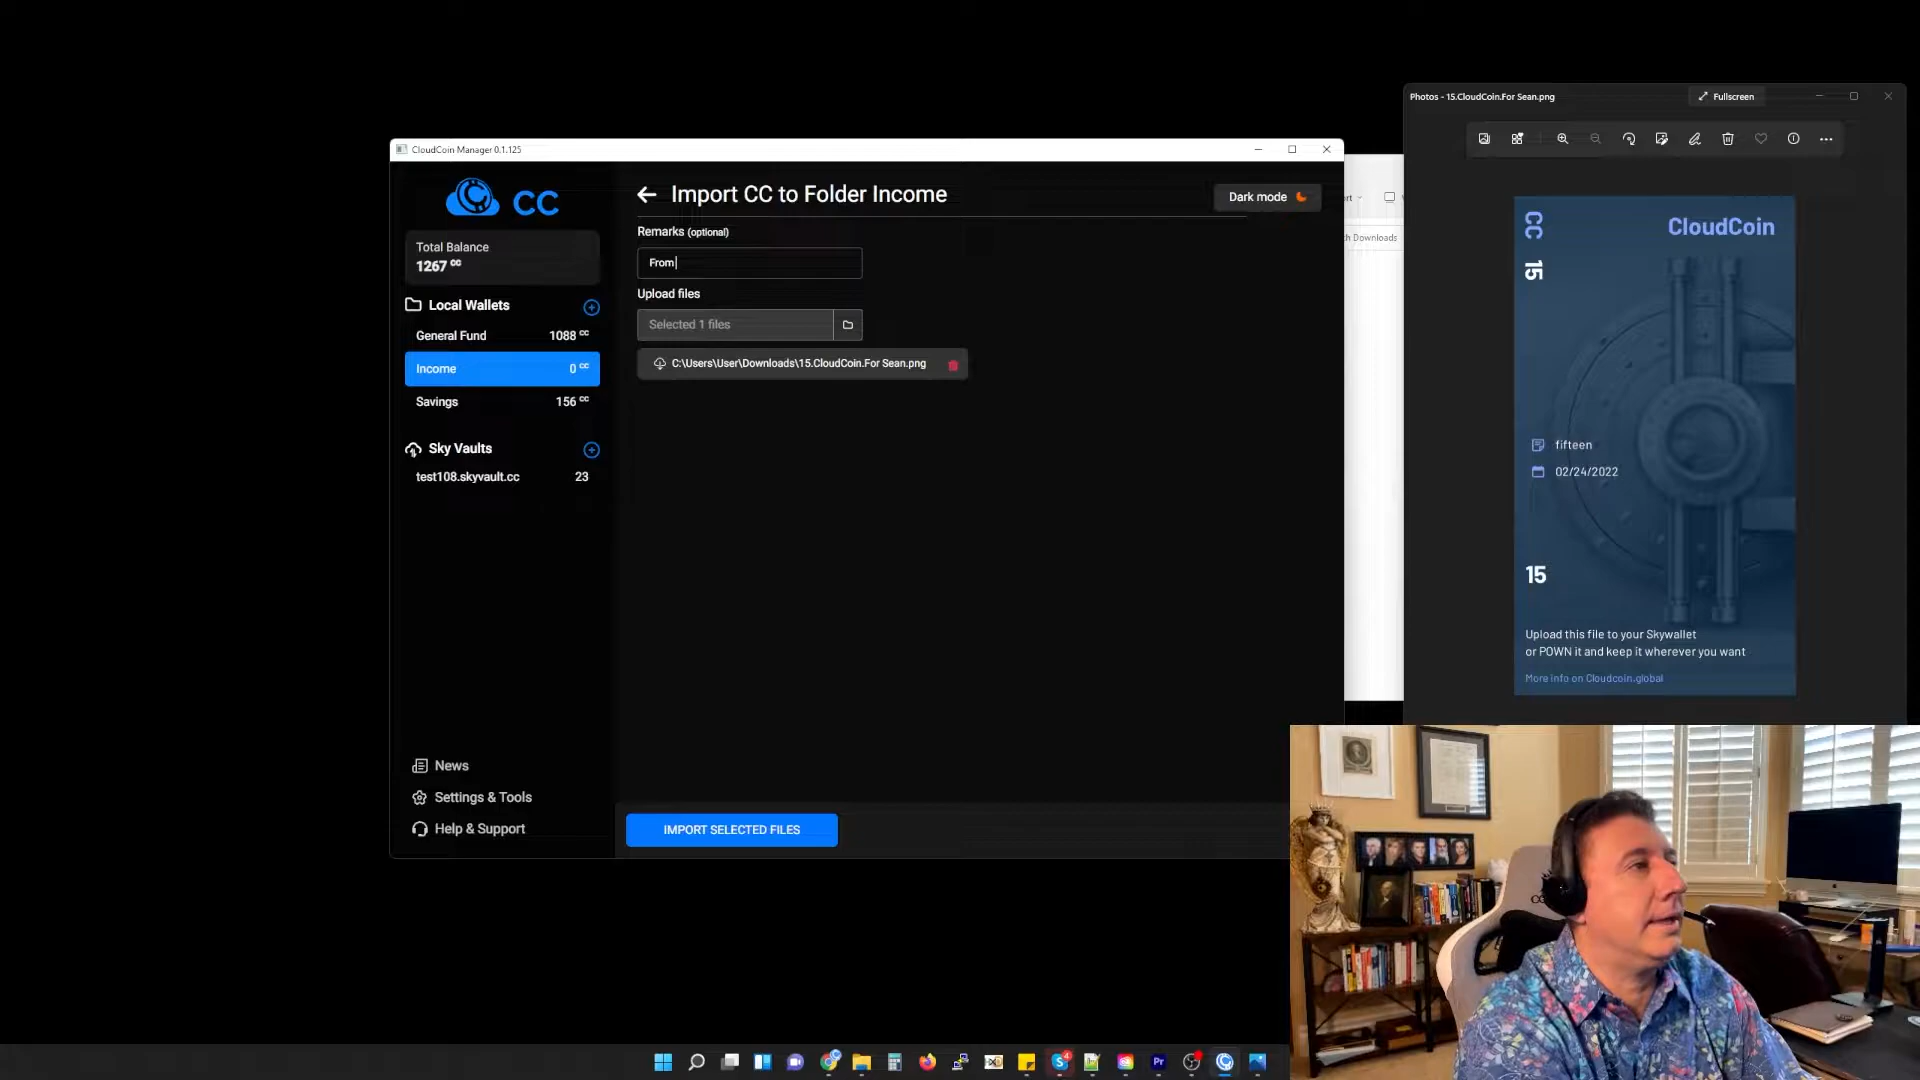 Photos - 15.CloudCoin.For Sean.png
Fullscreen
CloudCoin Manager 0.1.125
CC
Total Balance
1267 CC
Local Wallets
General Fund 1088 CC
Income 0 CC
Savings 156 CC
Sky Vaults
test108.skyvault.cc 23
News
Settings & Tools
Help & Support
Import CC to Folder Income
Dark mode
Remarks (optional)
From
Upload files
Selected 1 files
C:\Users\User\Downloads\15.CloudCoin.For Sean.png
IMPORT SELECTED FILES
Downloads
CC
15
CloudCoin
fifteen
02/24/2022
15
Upload this file to your Skywallet
or POWN it and keep it wherever you want
More info on Cloudcoin.global
4
Pr